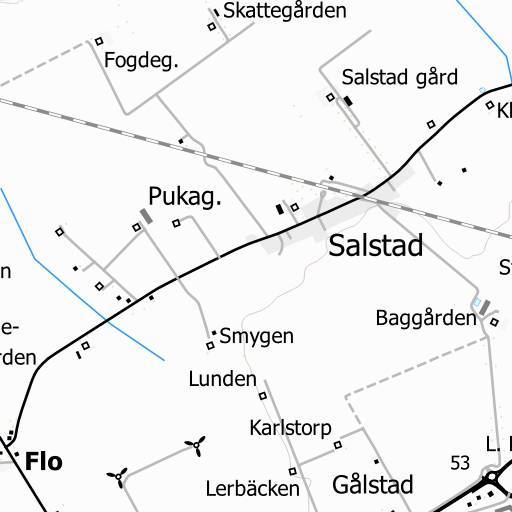 Skattegården
Fogdeg.
Salstad gård
Pukag.
Salstad
Baggården
Smygen
Lunden
Karlstorp
Flo
53
Lerbäcken
Gålstad